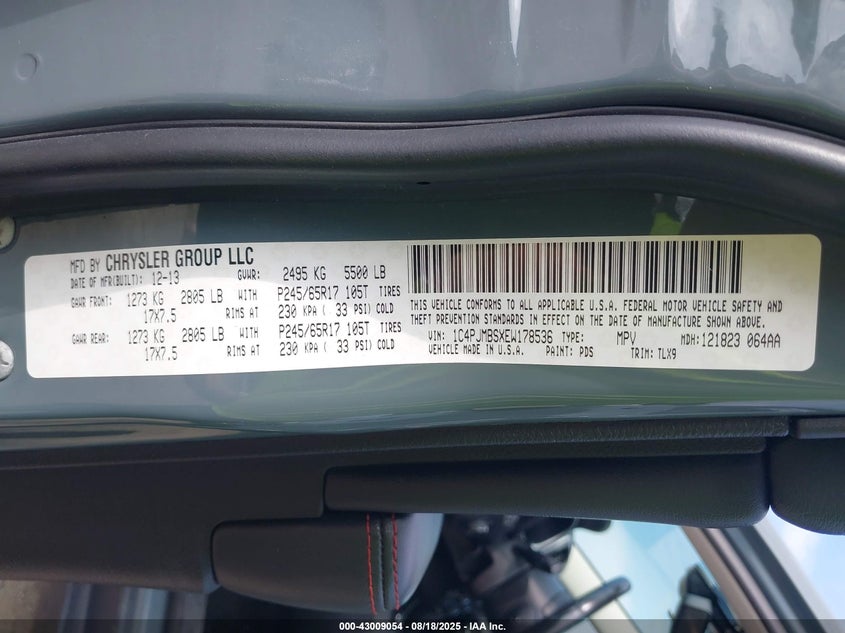 MFD BY CHRYSLER GROUP LLC
DATE OF MFR(BUILT): 12-13 GVWR: 2495 KG 5500 LB
GAWR FRONT: 1273 KG 2805 LB WITH P245/65R17 105T TIRES
17X7.5 RIMS AT 230 KPA ( 33 PSI) COLD
GAWR REAR: 1273 KG 2805 LB WITH P245/65R17 105T TIRES
17X7.5 RIMS AT 230 KPA ( 33 PSI) COLD
THIS VEHICLE CONFORMS TO ALL APPLICABLE U.S.A. FEDERAL MOTOR VEHICLE SAFETY AND
THEFT PREVENTION STANDARDS IN EFFECT ON THE DATE OF MANUFACTURE SHOWN ABOVE.
VIN: 1C4PJMBSXEW178536 TYPE: MPV MDH: 121823 064AA
VEHICLE MADE IN U.S.A. PAINT: PDS TRIM: TLX9
000-43009054 - 08/18/2025 - IAA Inc.